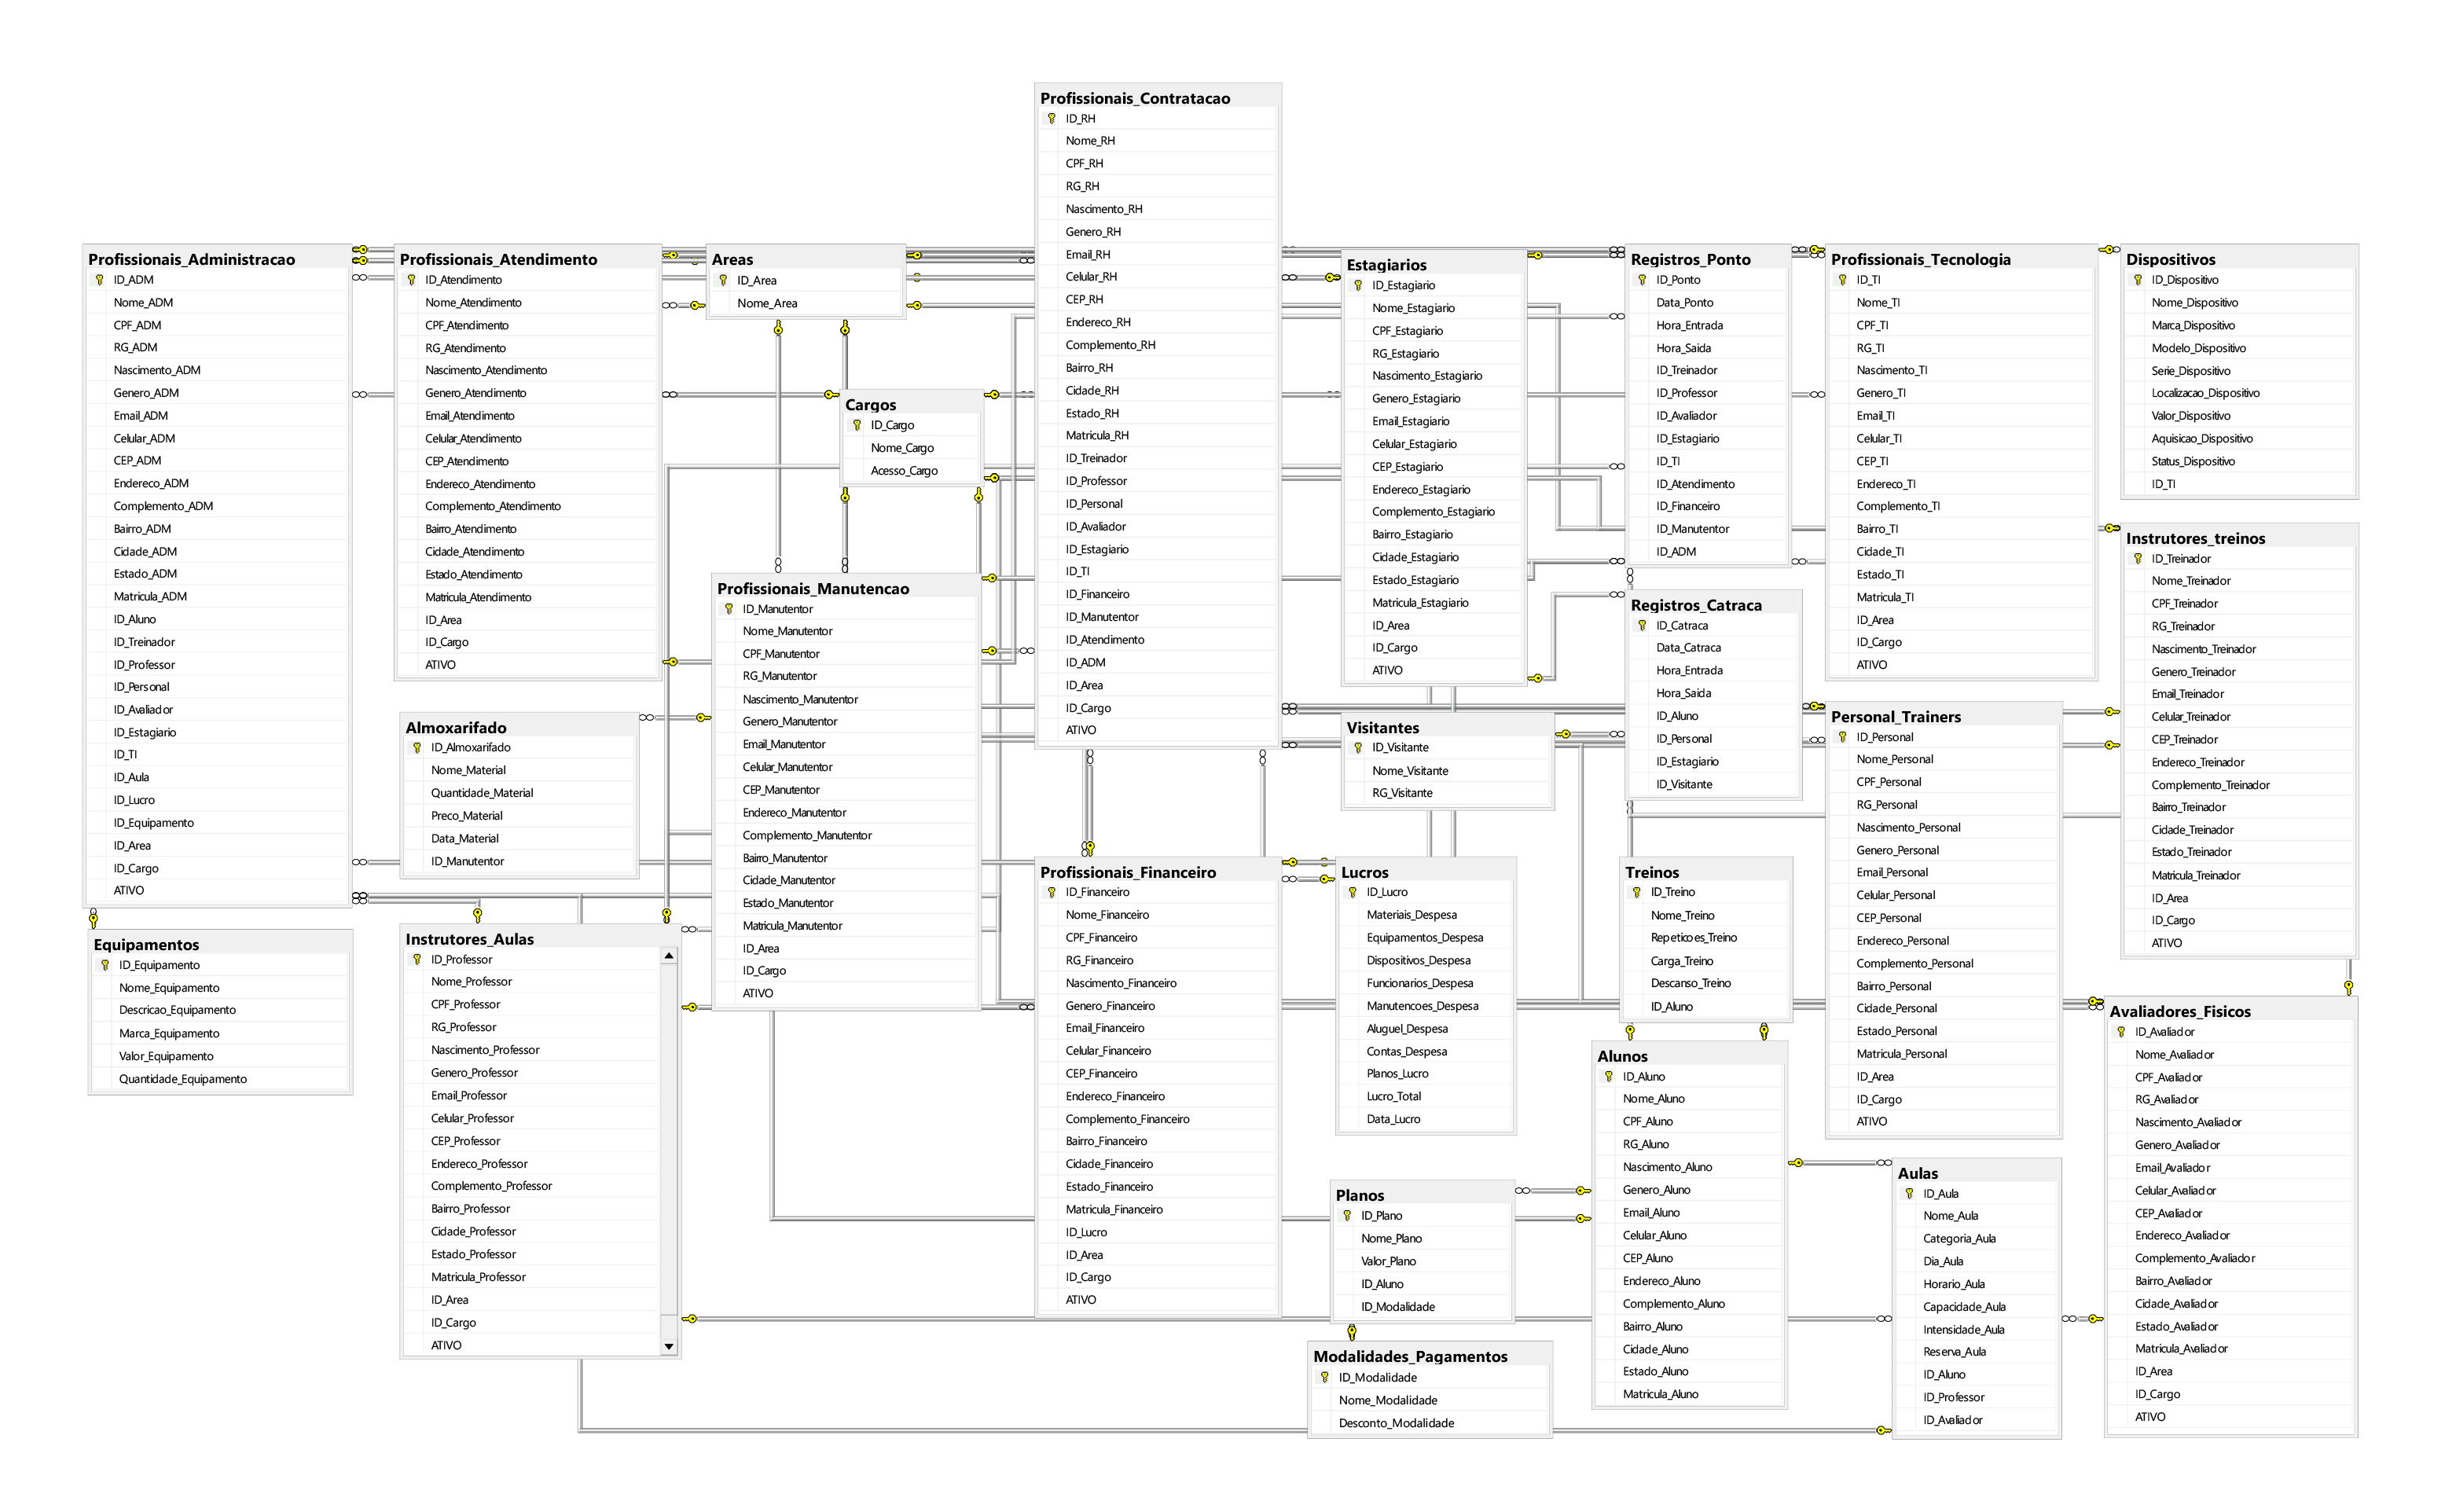 Profissionais_Contratacao
ID_RH
Nome_RH
CPF_RH
RG_RH
Nascimento_RH
Genero_RH
Email_RH
Celular_RH
CEP_RH
Endereco_RH
Complemento_RH
Bairro_RH
Cidade_RH
Estado_RH
Matricula_RH
ID_Treinador
ID_Professor
ID_Personal
ID_Avaliador
ID_Estagiario
ID_TI
ID_Financeiro
ID_Manutentor
ID_Atendimento
ID_ADM
ID_Area
ID_Cargo
ATIVO
Profissionais_Administracao
ID_ADM
Nome_ADM
CPF_ADM
RG_ADM
Nascimento_ADM
Genero_ADM
Email_ADM
Celular_ADM
CEP_ADM
Endereco_ADM
Complemento_ADM
Bairro_ADM
Cidade_ADM
Estado_ADM
Matricula_ADM
ID_Aluno
ID_Treinador
ID_Professor
ID_Personal
ID_Avaliador
ID_Estagiario
ID_TI
ID_Aula
ID_Lucro
ID_Equipamento
ID_Area
ID_Cargo
ATIVO
Profissionais_Atendimento
ID_Atendimento
Nome_Atendimento
CPF_Atendimento
RG_Atendimento
Nascimento_Atendimento
Genero_Atendimento
Email_Atendimento
Celular_Atendimento
CEP_Atendimento
Endereco_Atendimento
Complemento_Atendimento
Bairro_Atendimento
Cidade_Atendimento
Estado_Atendimento
Matricula_Atendimento
ID_Area
ID_Cargo
ATIVO
Areas
ID_Area
Nome_Area
Cargos
ID_Cargo
Nome_Cargo
Acesso_Cargo
Estagiarios
ID_Estagiario
Nome_Estagiario
CPF_Estagiario
RG_Estagiario
Nascimento_Estagiario
Genero_Estagiario
Email_Estagiario
Celular_Estagiario
CEP_Estagiario
Endereco_Estagiario
Complemento_Estagiario
Bairro_Estagiario
Cidade_Estagiario
Estado_Estagiario
Matricula_Estagiario
ID_Area
ID_Cargo
ATIVO
Registros_Ponto
ID_Ponto
Data_Ponto
Hora_Entrada
Hora_Saida
ID_Treinador
ID_Professor
ID_Avaliador
ID_Estagiario
ID_TI
ID_Atendimento
ID_Financeiro
ID_Manutentor
ID_ADM
Profissionais_Tecnologia
ID_TI
Nome_TI
CPF_TI
RG_TI
Nascimento_TI
Genero_TI
Email_TI
Celular_TI
CEP_TI
Endereco_TI
Complemento_TI
Bairro_TI
Cidade_TI
Estado_TI
Matricula_TI
ID_Area
ID_Cargo
ATIVO
Dispositivos
ID_Dispositivo
Nome_Dispositivo
Marca_Dispositivo
Modelo_Dispositivo
Serie_Dispositivo
Localizacao_Dispositivo
Valor_Dispositivo
Aquisicao_Dispositivo
Status_Dispositivo
ID_TI
Instrutores_treinos
ID_Treinador
Nome_Treinador
CPF_Treinador
RG_Treinador
Nascimento_Treinador
Genero_Treinador
Email_Treinador
Celular_Treinador
CEP_Treinador
Endereco_Treinador
Complemento_Treinador
Bairro_Treinador
Cidade_Treinador
Estado_Treinador
Matricula_Treinador
ID_Area
ID_Cargo
ATIVO
Profissionais_Manutencao
ID_Manutentor
Nome_Manutentor
CPF_Manutentor
RG_Manutentor
Nascimento_Manutentor
Genero_Manutentor
Email_Manutentor
Celular_Manutentor
CEP_Manutentor
Endereco_Manutentor
Complemento_Manutentor
Bairro_Manutentor
Cidade_Manutentor
Estado_Manutentor
Matricula_Manutentor
ID_Area
ID_Cargo
ATIVO
Registros_Catraca
ID_Catraca
Data_Catraca
Hora_Entrada
Hora_Saida
ID_Aluno
ID_Personal
ID_Estagiario
ID_Visitante
Almoxarifado
ID_Almoxarifado
Nome_Material
Quantidade_Material
Preco_Material
Data_Material
ID_Manutentor
Visitantes
ID_Visitante
Nome_Visitante
RG_Visitante
Personal_Trainers
ID_Personal
Nome_Personal
CPF_Personal
RG_Personal
Nascimento_Personal
Genero_Personal
Email_Personal
Celular_Personal
CEP_Personal
Endereco_Personal
Complemento_Personal
Bairro_Personal
Cidade_Personal
Estado_Personal
Matricula_Personal
ID_Area
ID_Cargo
ATIVO
Equipamentos
ID_Equipamento
Nome_Equipamento
Descricao_Equipamento
Marca_Equipamento
Valor_Equipamento
Quantidade_Equipamento
Instrutores_Aulas
ID_Professor
Nome_Professor
CPF_Professor
RG_Professor
Nascimento_Professor
Genero_Professor
Email_Professor
Celular_Professor
CEP_Professor
Endereco_Professor
Complemento_Professor
Bairro_Professor
Cidade_Professor
Estado_Professor
Matricula_Professor
ID_Area
ID_Cargo
ATIVO
Profissionais_Financeiro
ID_Financeiro
Nome_Financeiro
CPF_Financeiro
RG_Financeiro
Nascimento_Financeiro
Genero_Financeiro
Email_Financeiro
Celular_Financeiro
CEP_Financeiro
Endereco_Financeiro
Complemento_Financeiro
Bairro_Financeiro
Cidade_Financeiro
Estado_Financeiro
Matricula_Financeiro
ID_Lucro
ID_Area
ID_Cargo
ATIVO
Lucros
ID_Lucro
Materiais_Despesa
Equipamentos_Despesa
Dispositivos_Despesa
Funcionarios_Despesa
Manutencoes_Despesa
Aluguel_Despesa
Contas_Despesa
Planos_Lucro
Lucro_Total
Data_Lucro
Treinos
ID_Treino
Nome_Treino
Repeticoes_Treino
Carga_Treino
Descanso_Treino
ID_Aluno
Avaliadores_Fisicos
ID_Avaliador
Nome_Avaliador
CPF_Avaliador
RG_Avaliador
Nascimento_Avaliador
Genero_Avaliador
Email_Avaliador
Celular_Avaliador
CEP_Avaliador
Endereco_Avaliador
Complemento_Avaliador
Bairro_Avaliador
Cidade_Avaliador
Estado_Avaliador
Matricula_Avaliador
ID_Area
ID_Cargo
ATIVO
Alunos
ID_Aluno
Nome_Aluno
CPF_Aluno
RG_Aluno
Nascimento_Aluno
Genero_Aluno
Email_Aluno
Celular_Aluno
CEP_Aluno
Endereco_Aluno
Complemento_Aluno
Bairro_Aluno
Cidade_Aluno
Estado_Aluno
Matricula_Aluno
Aulas
ID_Aula
Nome_Aula
Categoria_Aula
Dia_Aula
Horario_Aula
Capacidade_Aula
Intensidade_Aula
Reserva_Aula
ID_Aluno
ID_Professor
ID_Avaliador
Planos
ID_Plano
Nome_Plano
Valor_Plano
ID_Aluno
ID_Modalidade
Modalidades_Pagamentos
ID_Modalidade
Nome_Modalidade
Desconto_Modalidade